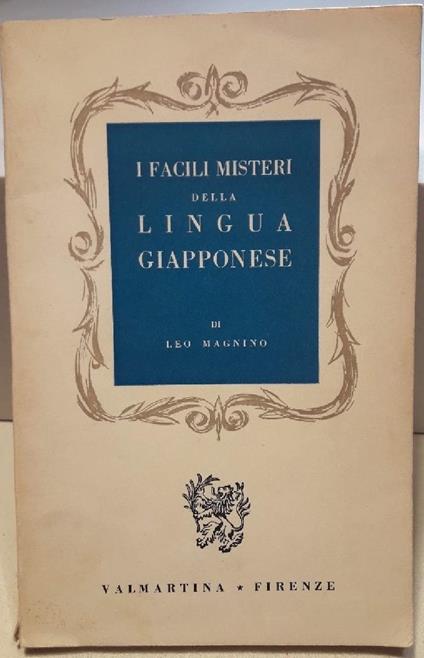 I FACILI MISTERI
DELLA
LINGUA
GIAPPONESE
DI
LEO MAGNINO
VALMARTINA ★ FIRENZE